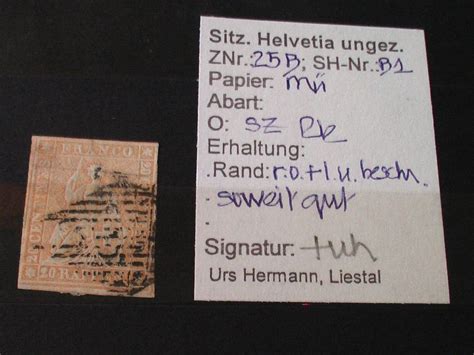 FRANCO
20 RAPPEN
Sitz. Helvetia ungez.
ZNr.: 25B; SH-Nr.: B1
Papier: mü
Abart:
O: SZ
Erhaltung:
Rand: r.o.+l.u. beschn.
soweit gut
Signatur:
Urs Hermann, Liestal